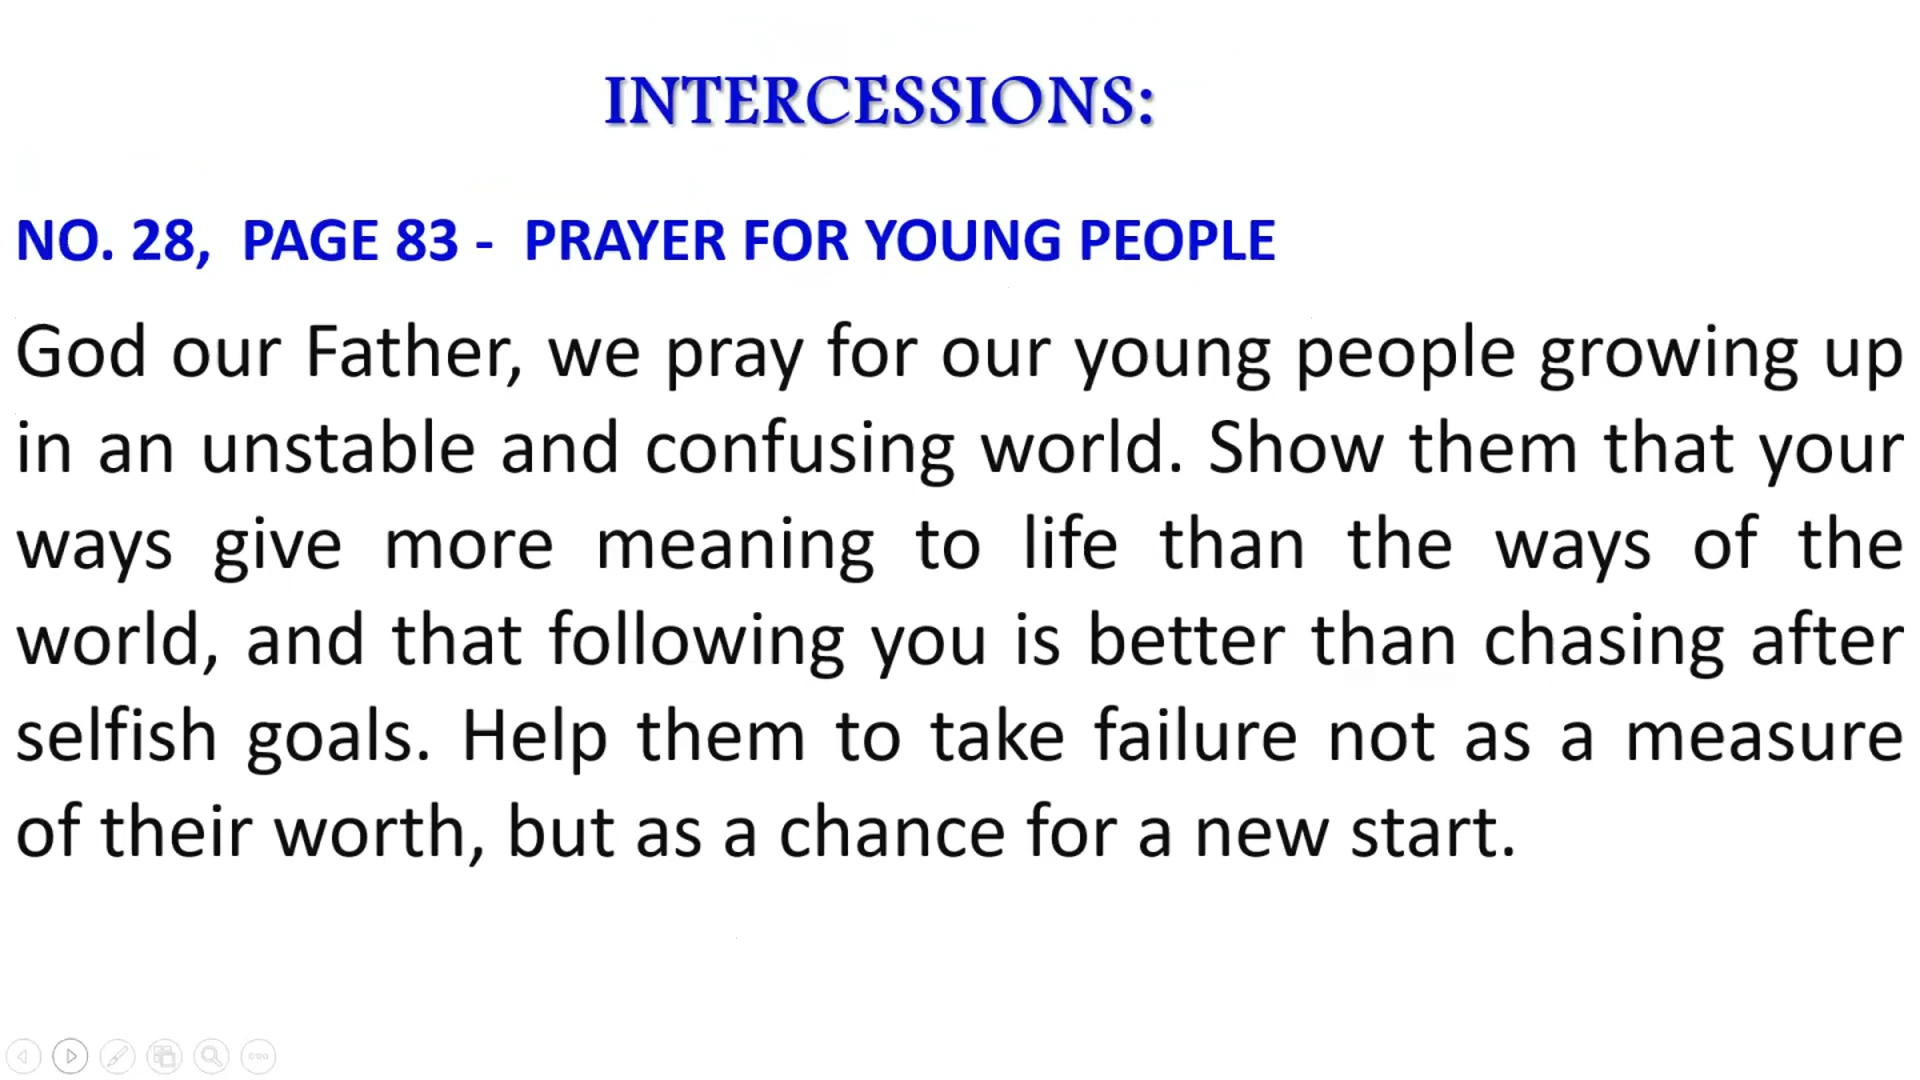 INTERCESSIONS:
NO. 28, PAGE 83 - PRAYER FOR YOUNG PEOPLE
God our Father, we pray for our young people growing up
in an unstable and confusing world. Show them that your
ways give more meaning to life than the ways of the
world, and that following you is better than chasing after
selfish goals. Help them to take failure not as a measure
of their worth, but as a chance for a new start.